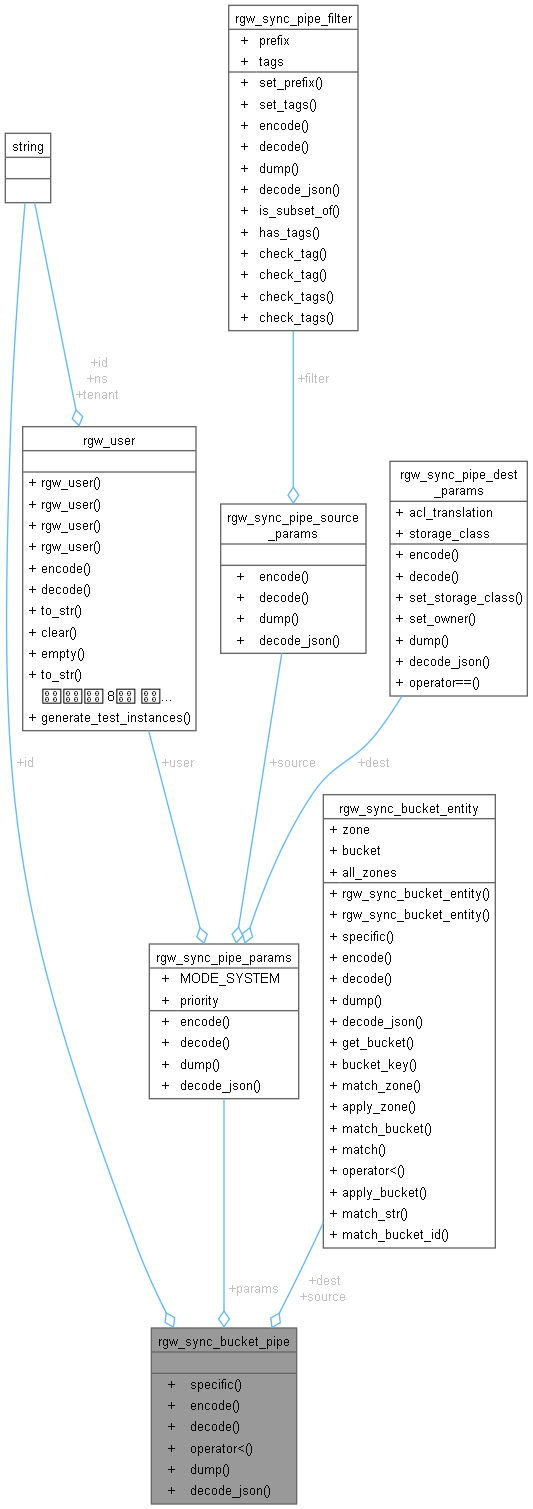 rgw_sync_pipe_filter
+ prefix
+ tags
+ set_prefix()
+ set_tags()
+ encode()
+ decode()
+ dump()
+ decode_json()
+ is_subset_of()
+ has_tags()
+ check_tag()
+ check_tag()
+ check_tags()
+ check_tags()
string
+id
+ns
+tenant
+filter
rgw_user
+ rgw_user()
+ rgw_user()
+ rgw_user()
+ rgw_user()
+ encode()
+ decode()
+ to_str()
+ clear()
+ empty()
+ to_str()
8 ...
+ generate_test_instances()
rgw_sync_pipe_source
_params
+ encode()
+ decode()
+ dump()
+ decode_json()
rgw_sync_pipe_dest
_params
+ acl_translation
+ storage_class
+ encode()
+ decode()
+ set_storage_class()
+ set_owner()
+ dump()
+ decode_json()
+ operator==()
+id
+user
+source
+dest
rgw_sync_bucket_entity
+ zone
+ bucket
+ all_zones
+ rgw_sync_bucket_entity()
+ rgw_sync_bucket_entity()
+ specific()
+ encode()
+ decode()
+ dump()
+ decode_json()
+ get_bucket()
+ bucket_key()
+ match_zone()
+ apply_zone()
+ match_bucket()
+ match()
+ operator<()
+ apply_bucket()
+ match_str()
+ match_bucket_id()
rgw_sync_pipe_params
+ MODE_SYSTEM
+ priority
+ encode()
+ decode()
+ dump()
+ decode_json()
+params
+dest
+source
rgw_sync_bucket_pipe
+ specific()
+ encode()
+ decode()
+ operator<()
+ dump()
+ decode_json()